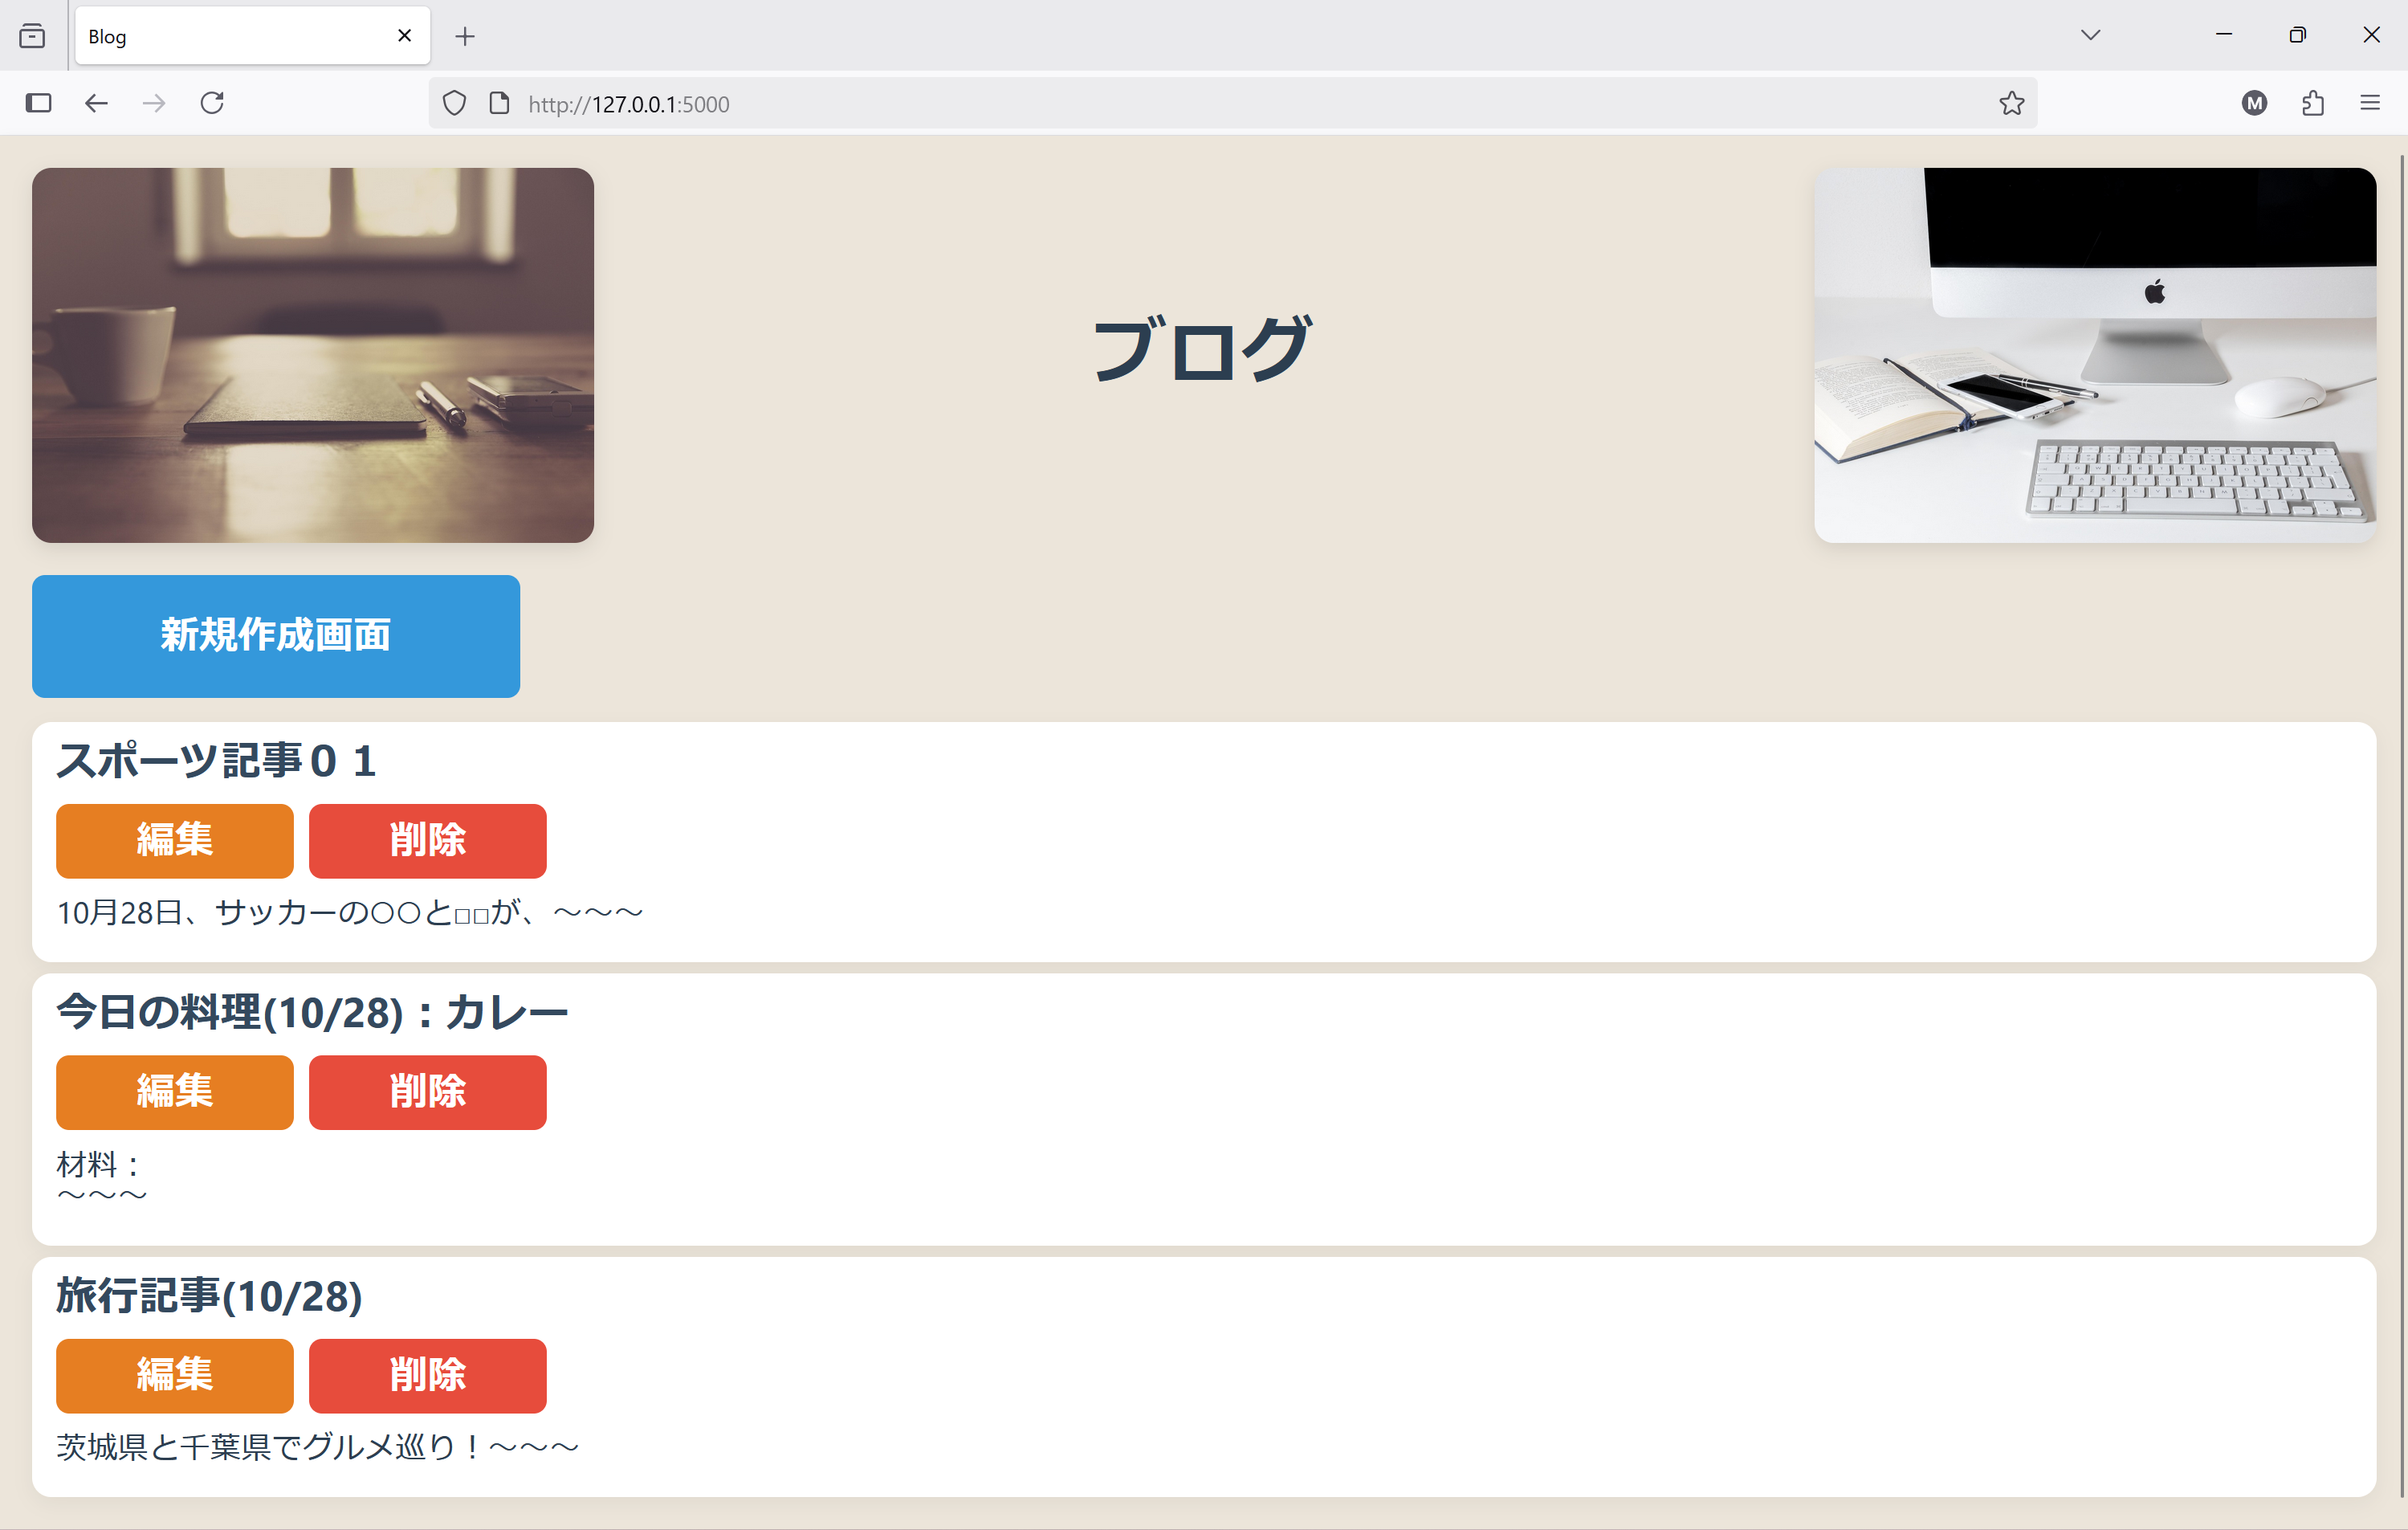 Blog
http://127.0.0.1:5000
M
ブログ
新規作成画面
スポーツ記事０１
編集 削除
10月28日、サッカーの○○と□□が、～～～
今日の料理(10/28)：カレー
編集 削除
材料：
～～～
旅行記事(10/28)
編集 削除
茨城県と千葉県でグルメ巡り！～～～